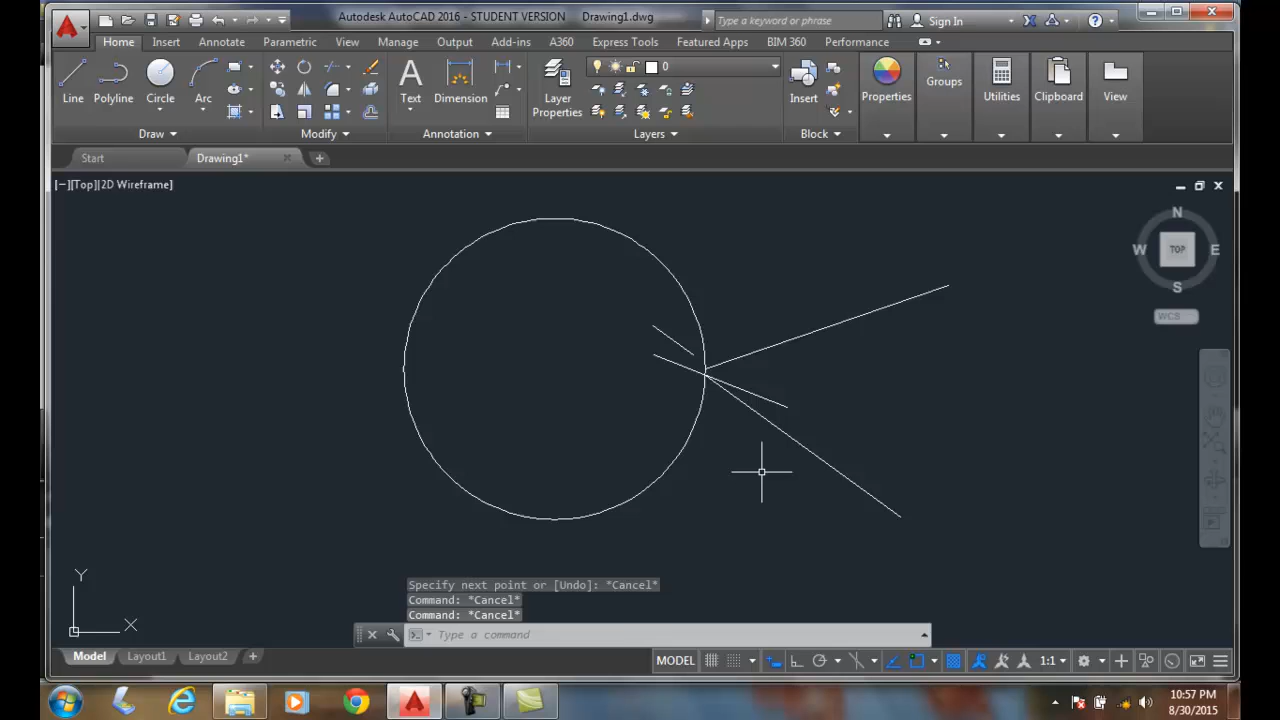 Autodesk AutoCAD 2016 - STUDENT VERSION Drawing1.dwg
Type a keyword or phrase
Sign In
Home Insert Annotate Parametric View Manage Output Add-ins A360 Express Tools Featured Apps BIM 360 Performance
Line Polyline Circle Arc
Text Dimension
Layer Properties
0
Insert
Properties
Groups
Utilities
Clipboard
View
Draw Modify Annotation Layers Block
Start Drawing1*
[−][Top][2D Wireframe]
N
W TOP E
S
WCS
Y
X
Specify next point or [Undo]: *Cancel*
Command: *Cancel*
Command: *Cancel*
Type a command
Model Layout1 Layout2
MODEL 1:1
10:57 PM
8/30/2015